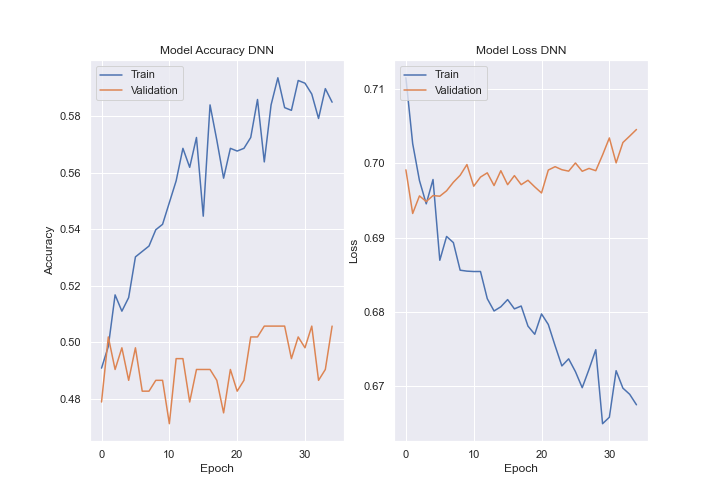 Model Accuracy DNN
Train
Validation
0.58
0.56
0.54
0.52
0.50
0.48
Accuracy
0
10
20
30
Epoch
Model Loss DNN
Train
Validation
0.71
0.70
0.69
0.68
0.67
Loss
0
10
20
30
Epoch